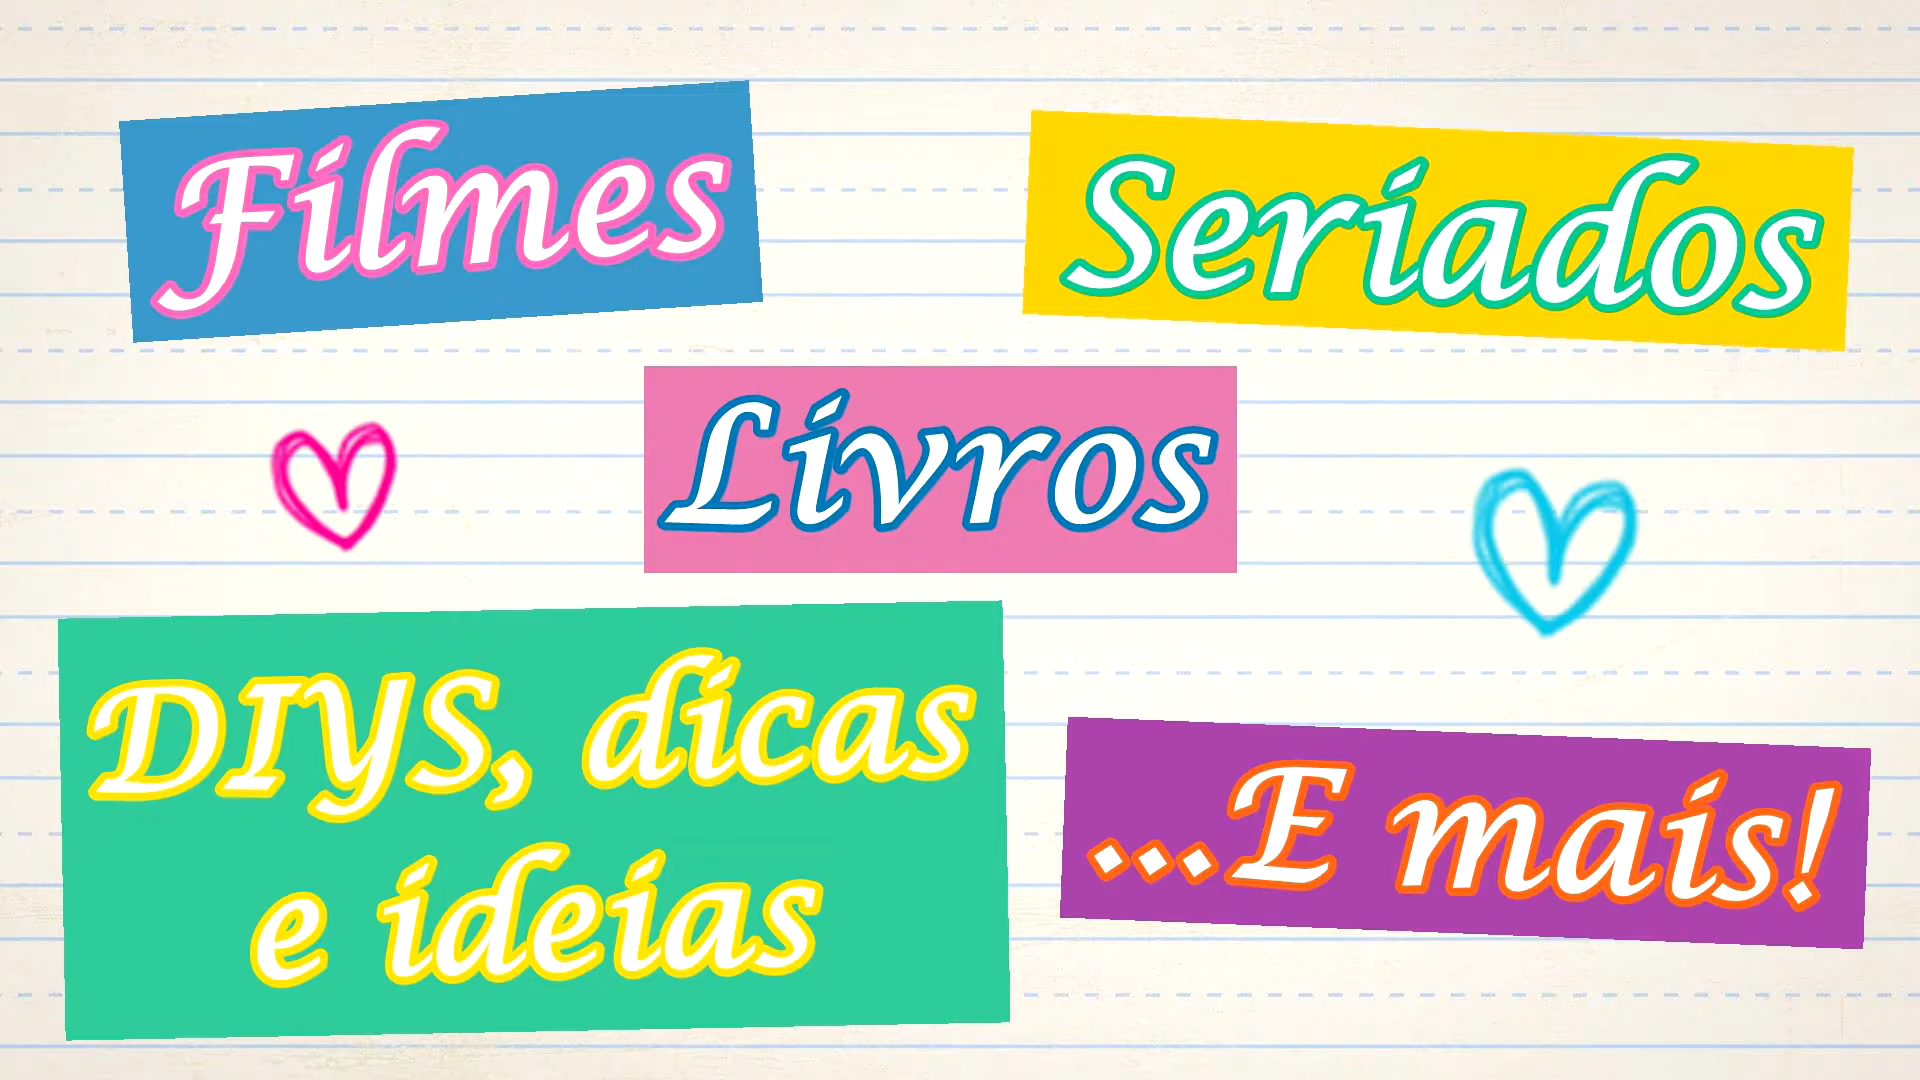 Filmes
Seriados
Livros
DIYS, dicas
e ideias
...E mais!